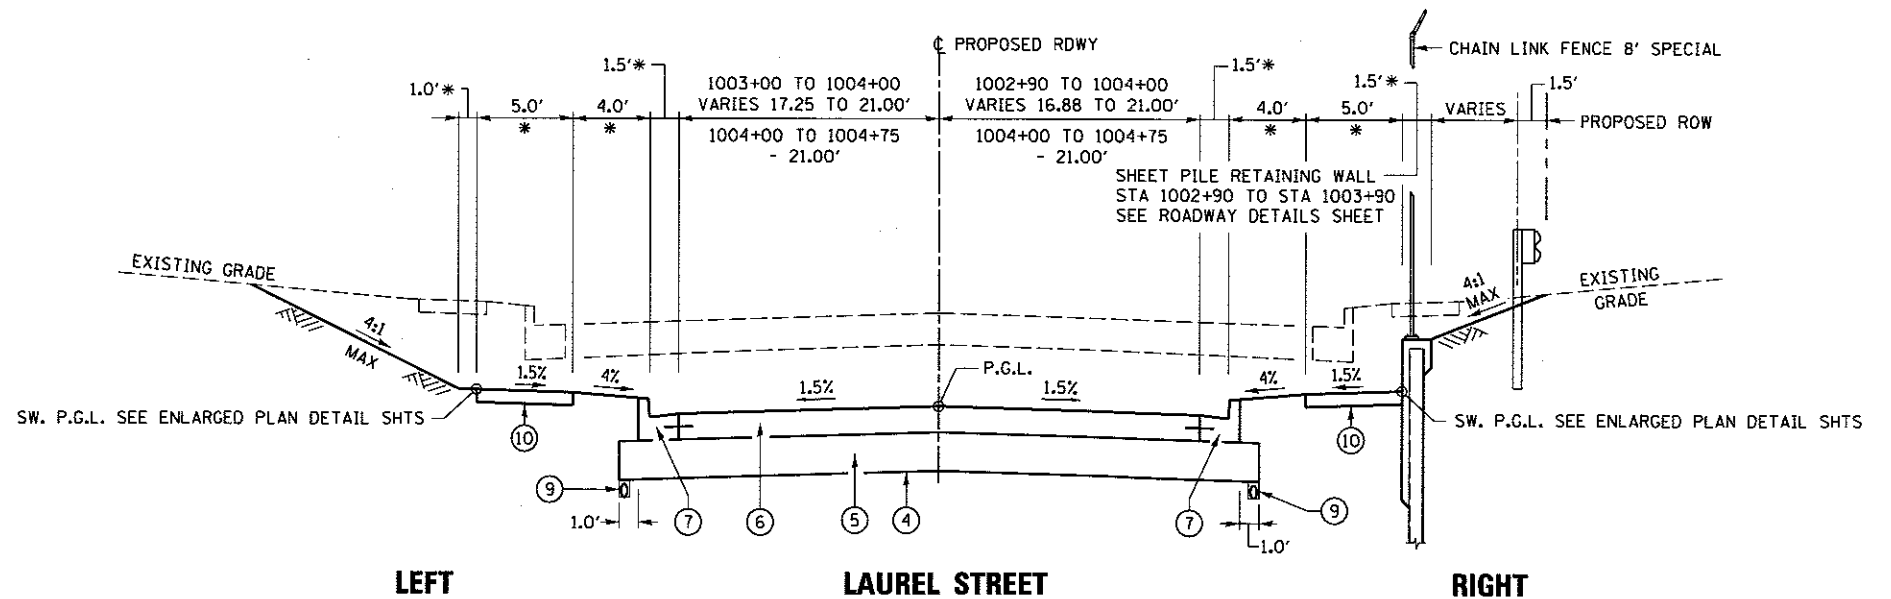 ℄ PROPOSED RDWY
CHAIN LINK FENCE 8' SPECIAL
1.0'*
5.0'
*
4.0'
*
1.5'*
1003+00 TO 1004+00
VARIES 17.25 TO 21.00'
1004+00 TO 1004+75
- 21.00'
1002+90 TO 1004+00
VARIES 16.88 TO 21.00'
1004+00 TO 1004+75
- 21.00'
1.5'*
4.0'
*
5.0'
*
1.5'*
VARIES
1.5'
PROPOSED ROW
SHEET PILE RETAINING WALL
STA 1002+90 TO STA 1003+90
SEE ROADWAY DETAILS SHEET
EXISTING GRADE
4:1
MAX
4:1
MAX
EXISTING
GRADE
1.5%
4%
1.5%
P.G.L.
1.5%
4%
1.5%
SW. P.G.L. SEE ENLARGED PLAN DETAIL SHTS
SW. P.G.L. SEE ENLARGED PLAN DETAIL SHTS
10
10
9
1.0'
7
6
5
4
7
9
1.0'
LEFT
LAUREL STREET
RIGHT